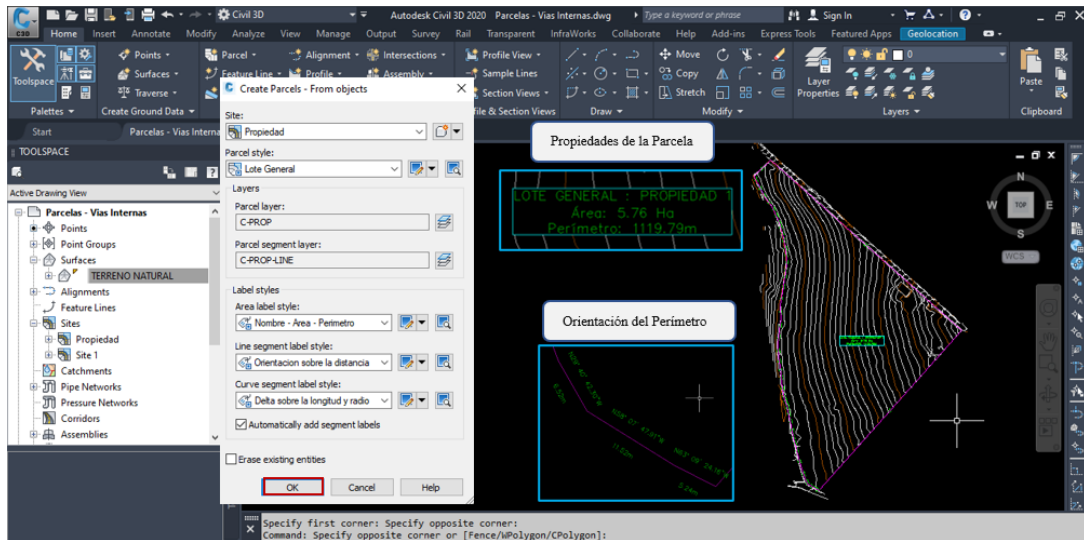 Civil 3D
Autodesk Civil 3D 2020 Parcelas - Vias Internas.dwg
Type a keyword or phrase
Sign In
C3D
Home Insert Annotate Modify Analyze View Manage Output Survey Rail Transparent InfraWorks Collaborate Help Add-ins Express Tools Featured Apps Geolocation
Toolspace
Points
Surfaces
Traverse
Parcel
Feature Line
Alignment
Profile
Intersections
Assembly
Profile View
Sample Lines
Section Views
Move
Copy
Stretch
Layer
Properties
0
Paste
Palettes
Create Ground Data
file & Section Views
Draw
Modify
Layers
Clipboard
Start
Parcelas - Vias Interna
TOOLSPACE
Active Drawing View
Parcelas - Vias Internas
Points
Point Groups
Surfaces
TERRENO NATURAL
Alignments
Feature Lines
Sites
Propiedad
Site 1
Catchments
Pipe Networks
Pressure Networks
Corridors
Assemblies
Create Parcels - From objects
Site:
Propiedad
Parcel style:
Lote General
Layers
Parcel layer:
C-PROP
Parcel segment layer:
C-PROP-LINE
Label styles
Area label style:
Nombre - Area - Perimetro
Line segment label style:
Orientacion sobre la distancia
Curve segment label style:
Delta sobre la longitud y radio
Automatically add segment labels
Erase existing entities
OK
Cancel
Help
Propiedades de la Parcela
LOTE GENERAL : PROPIEDAD 1
Área: 5.76 Ha
Perímetro: 1119.79m
Orientación del Perímetro
N
W
TOP
E
S
WCS
Specify first corner: Specify opposite corner:
Command: Specify opposite corner or [Fence/WPolygon/CPolygon]: